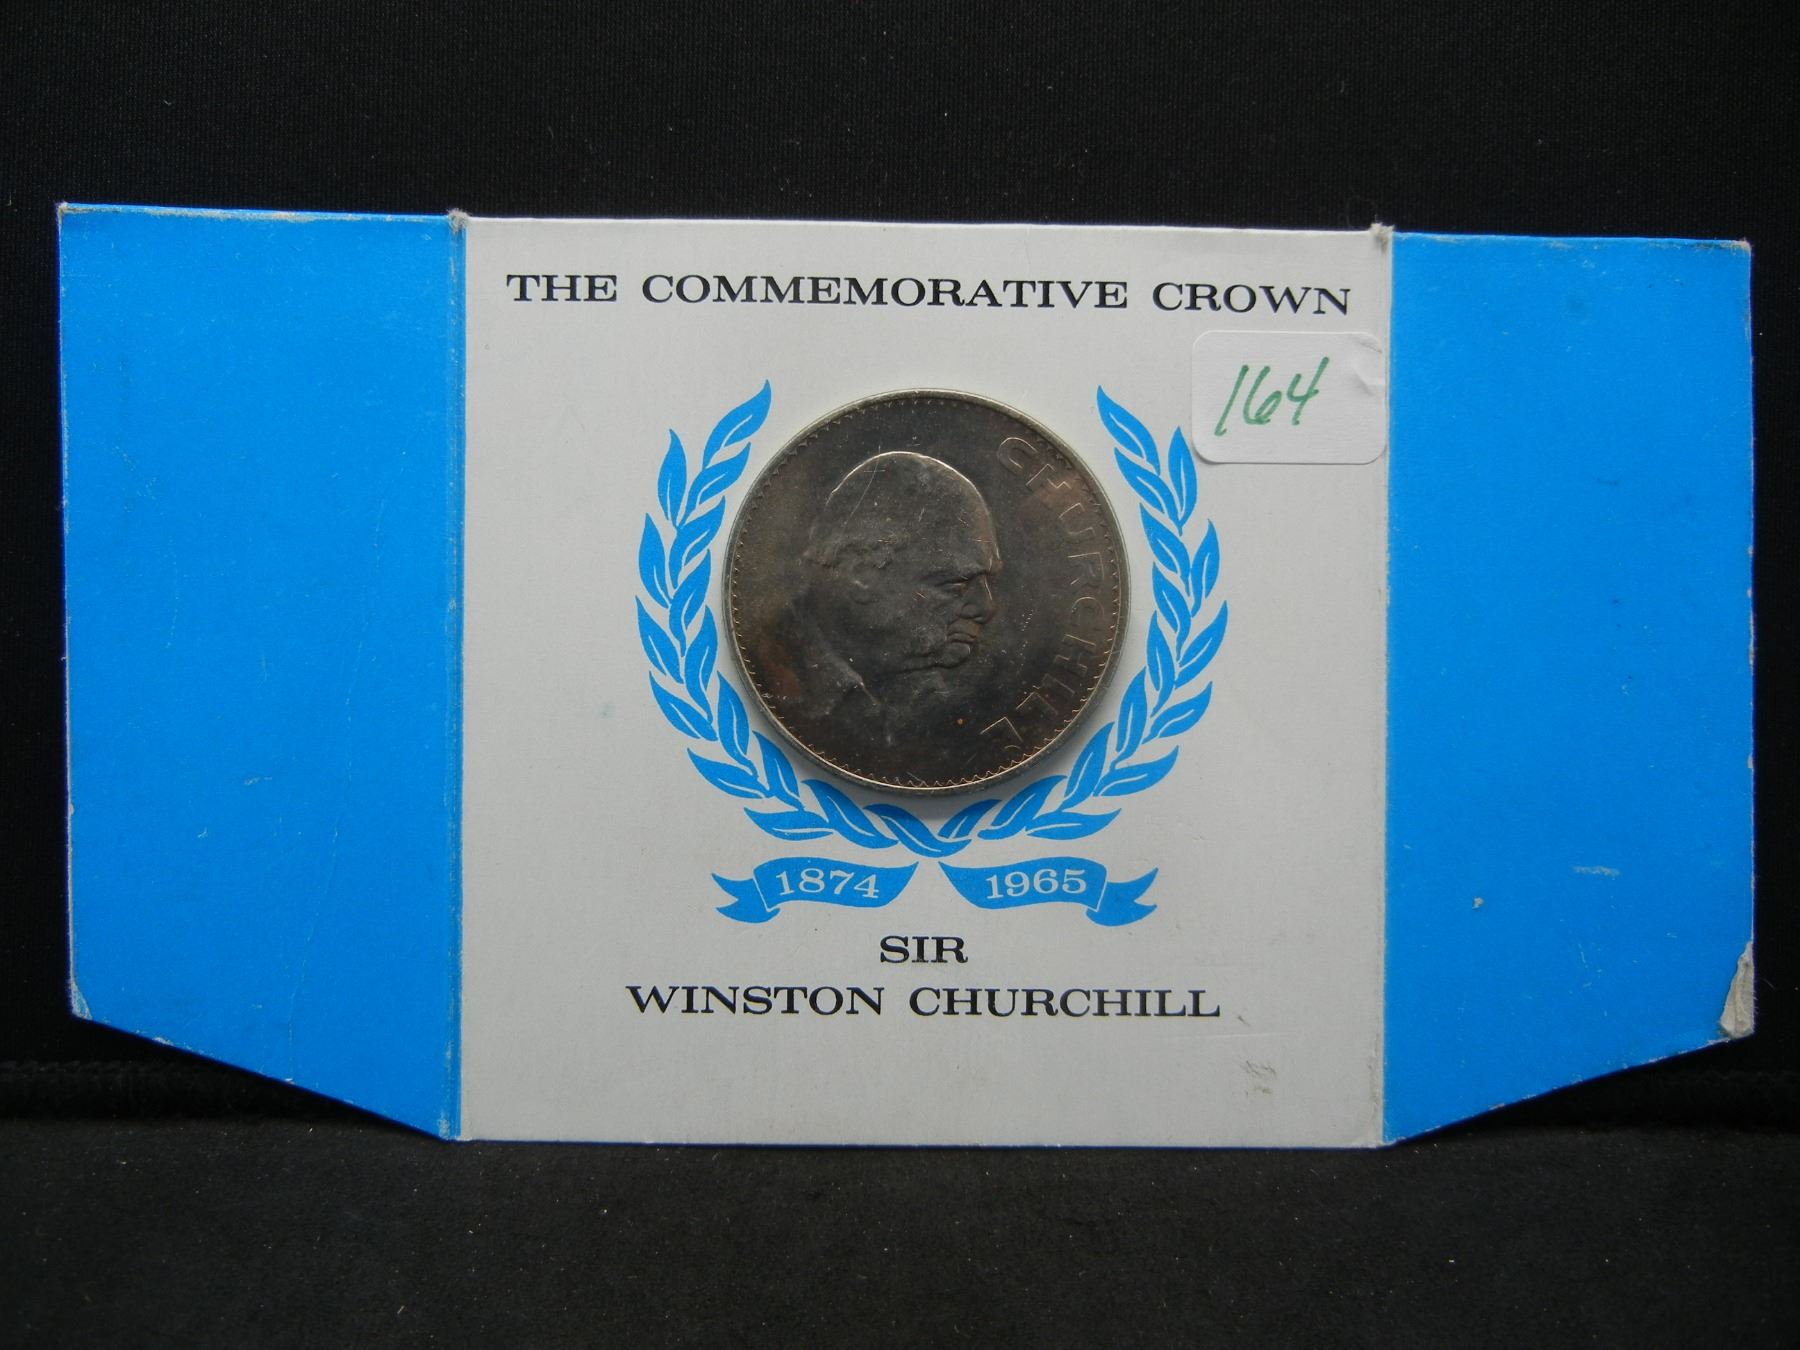 THE COMMEMORATIVE CROWN
164
CHURCHILL
1874 1965
SIR
WINSTON CHURCHILL